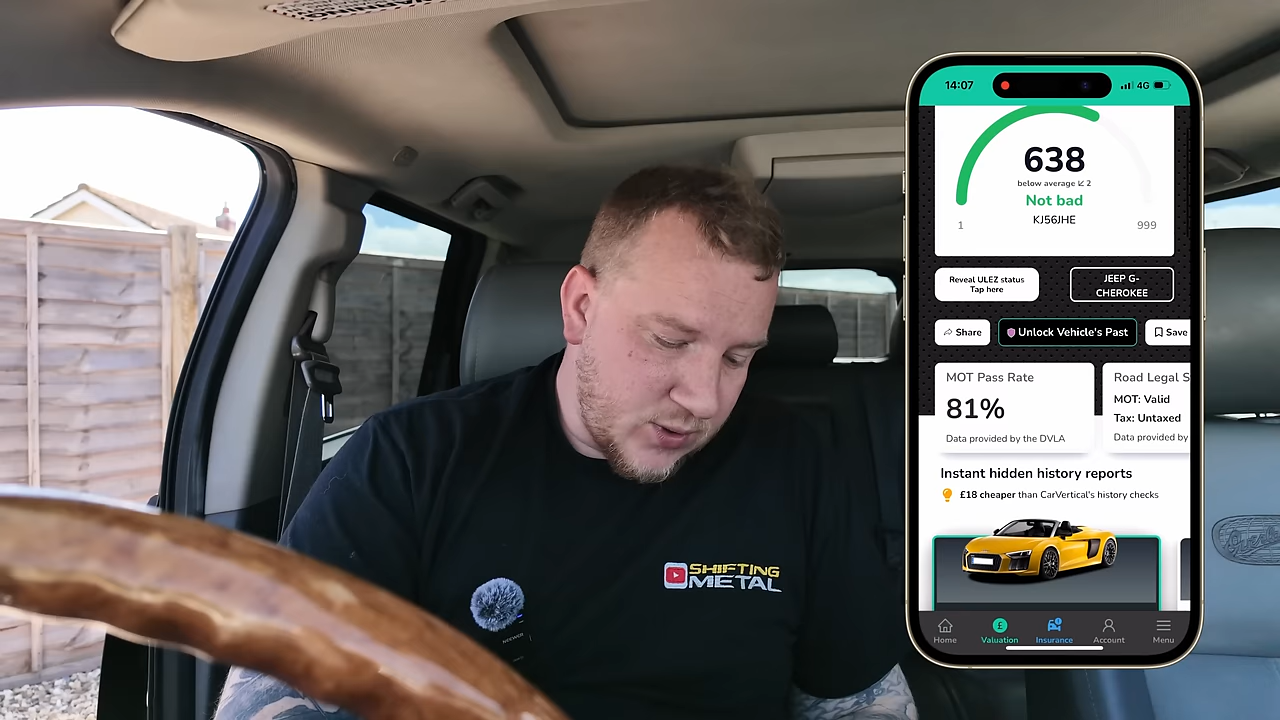 WARNING
SHIFTING
METAL
NEEWER
14:07
4G
638
below average ↙ 2
Not bad
KJ56JHE
1
999
Reveal ULEZ status
Tap here
JEEP G-
CHEROKEE
Share
Unlock Vehicle's Past
Save
MOT Pass Rate
81%
Data provided by the DVLA
Road Legal S
MOT: Valid
Tax: Untaxed
Data provided by
Instant hidden history reports
£18 cheaper than CarVertical's history checks
Home
Valuation
Insurance
Account
Menu